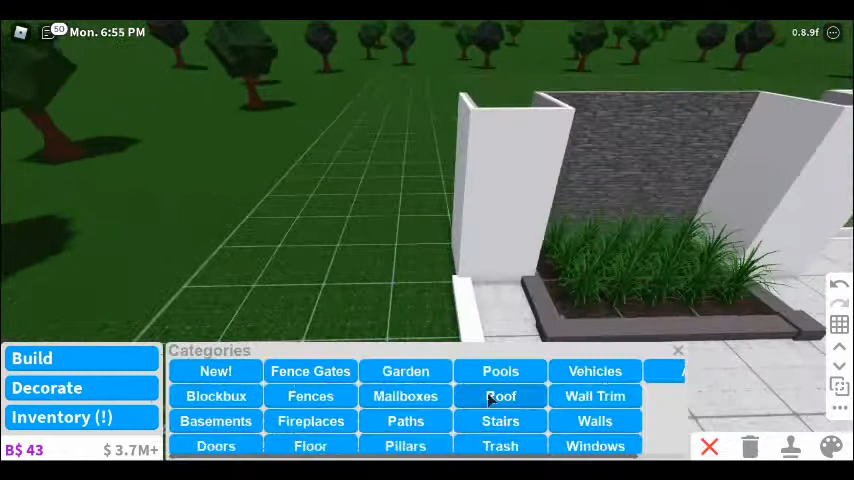 50
Mon. 6:55 PM
0.8.9f
Build
Decorate
Inventory (!)
B$ 43
$ 3.7M+
Categories
New!
Fence Gates
Garden
Pools
Vehicles
Blockbux
Fences
Mailboxes
Roof
Wall Trim
Basements
Fireplaces
Paths
Stairs
Walls
Doors
Floor
Pillars
Trash
Windows